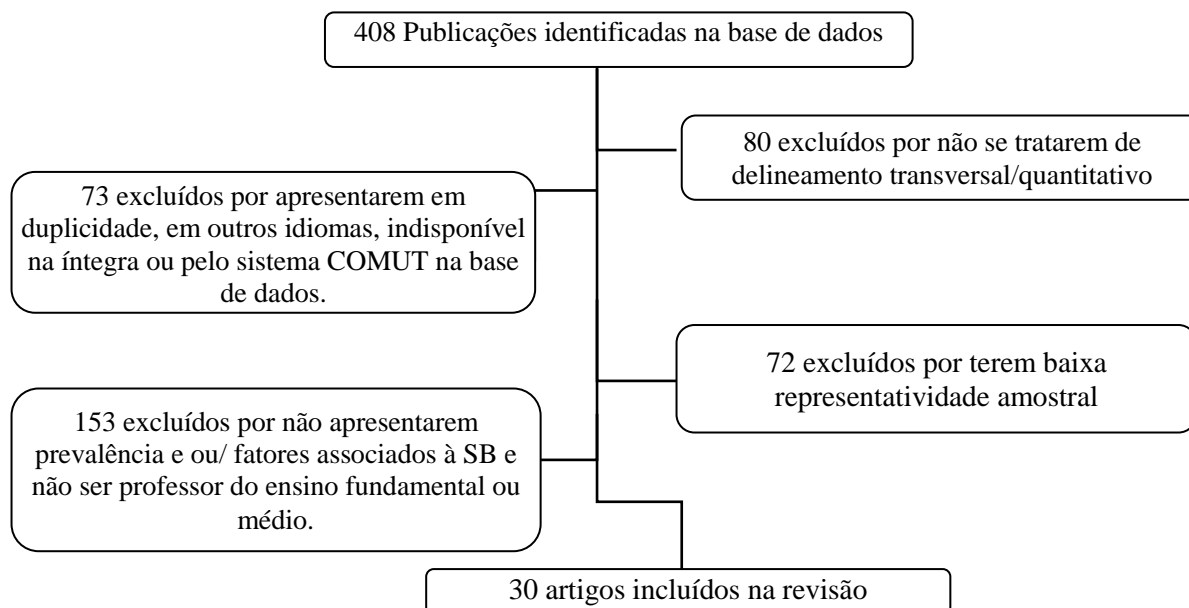 408 Publicações identificadas na base de dados
80 excluídos por não se tratarem de
delineamento transversal/quantitativo
73 excluídos por apresentarem em
duplicidade, em outros idiomas, indisponível
na íntegra ou pelo sistema COMUT na base
de dados.
72 excluídos por terem baixa
representatividade amostral
153 excluídos por não apresentarem
prevalência e ou/ fatores associados à SB e
não ser professor do ensino fundamental ou
médio.
30 artigos incluídos na revisão